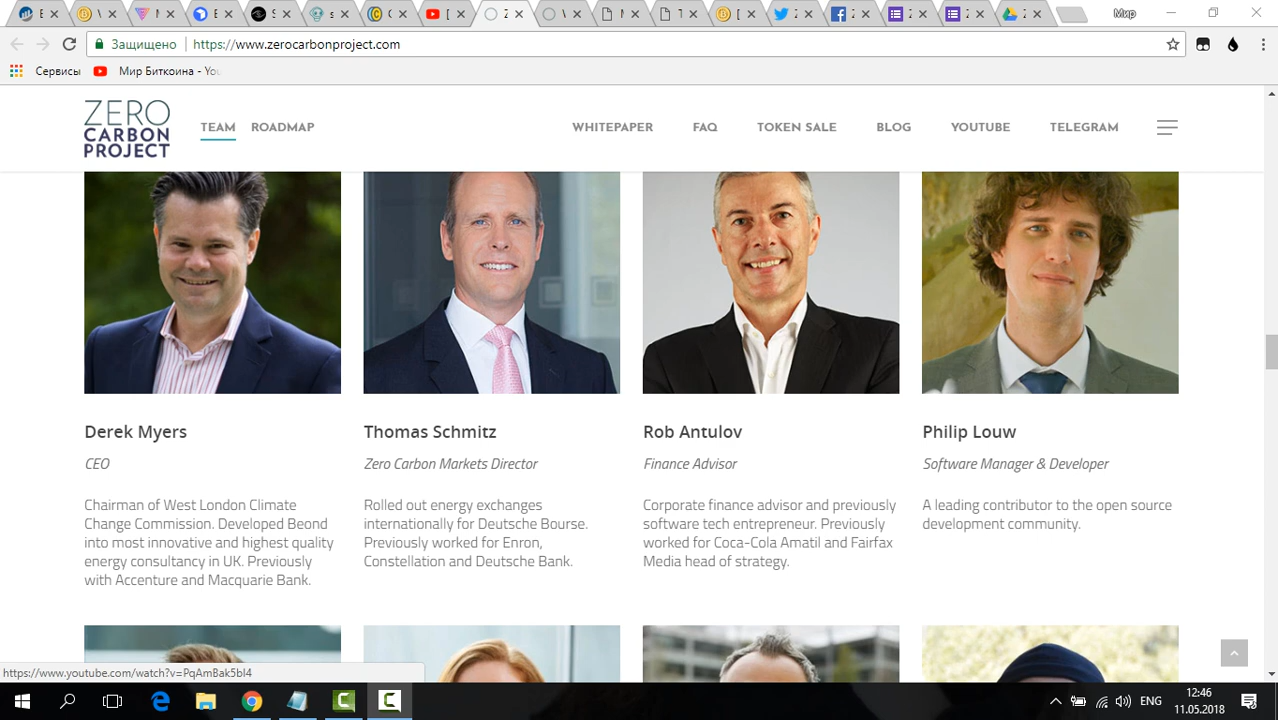 Мир
Защищено
https://www.zerocarbonproject.com
Сервисы
Мир Биткоина - You
ZERO
CARBON
PROJECT
TEAM
ROADMAP
WHITEPAPER
FAQ
TOKEN SALE
BLOG
YOUTUBE
TELEGRAM
Derek Myers
Thomas Schmitz
Rob Antulov
Philip Louw
CEO
Zero Carbon Markets Director
Finance Advisor
Software Manager & Developer
Chairman of West London Climate
Change Commission. Developed Beond
into most innovative and highest quality
energy consultancy in UK. Previously
with Accenture and Macquarie Bank.
Rolled out energy exchanges
internationally for Deutsche Bourse.
Previously worked for Enron,
Constellation and Deutsche Bank.
Corporate finance advisor and previously
software tech entrepreneur. Previously
worked for Coca-Cola Amatil and Fairfax
Media head of strategy.
A leading contributor to the open source
development community.
https://www.youtube.com/watch?v=PqAmBak5bI4
ENG
12:46
11.05.2018